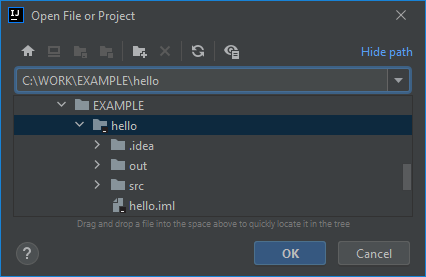 IJ Open File or Project
Hide path
C:\WORK\EXAMPLE\hello
EXAMPLE
hello
.idea
out
src
hello.iml
Drag and drop a file into the space above to quickly locate it in the tree
? OK Cancel